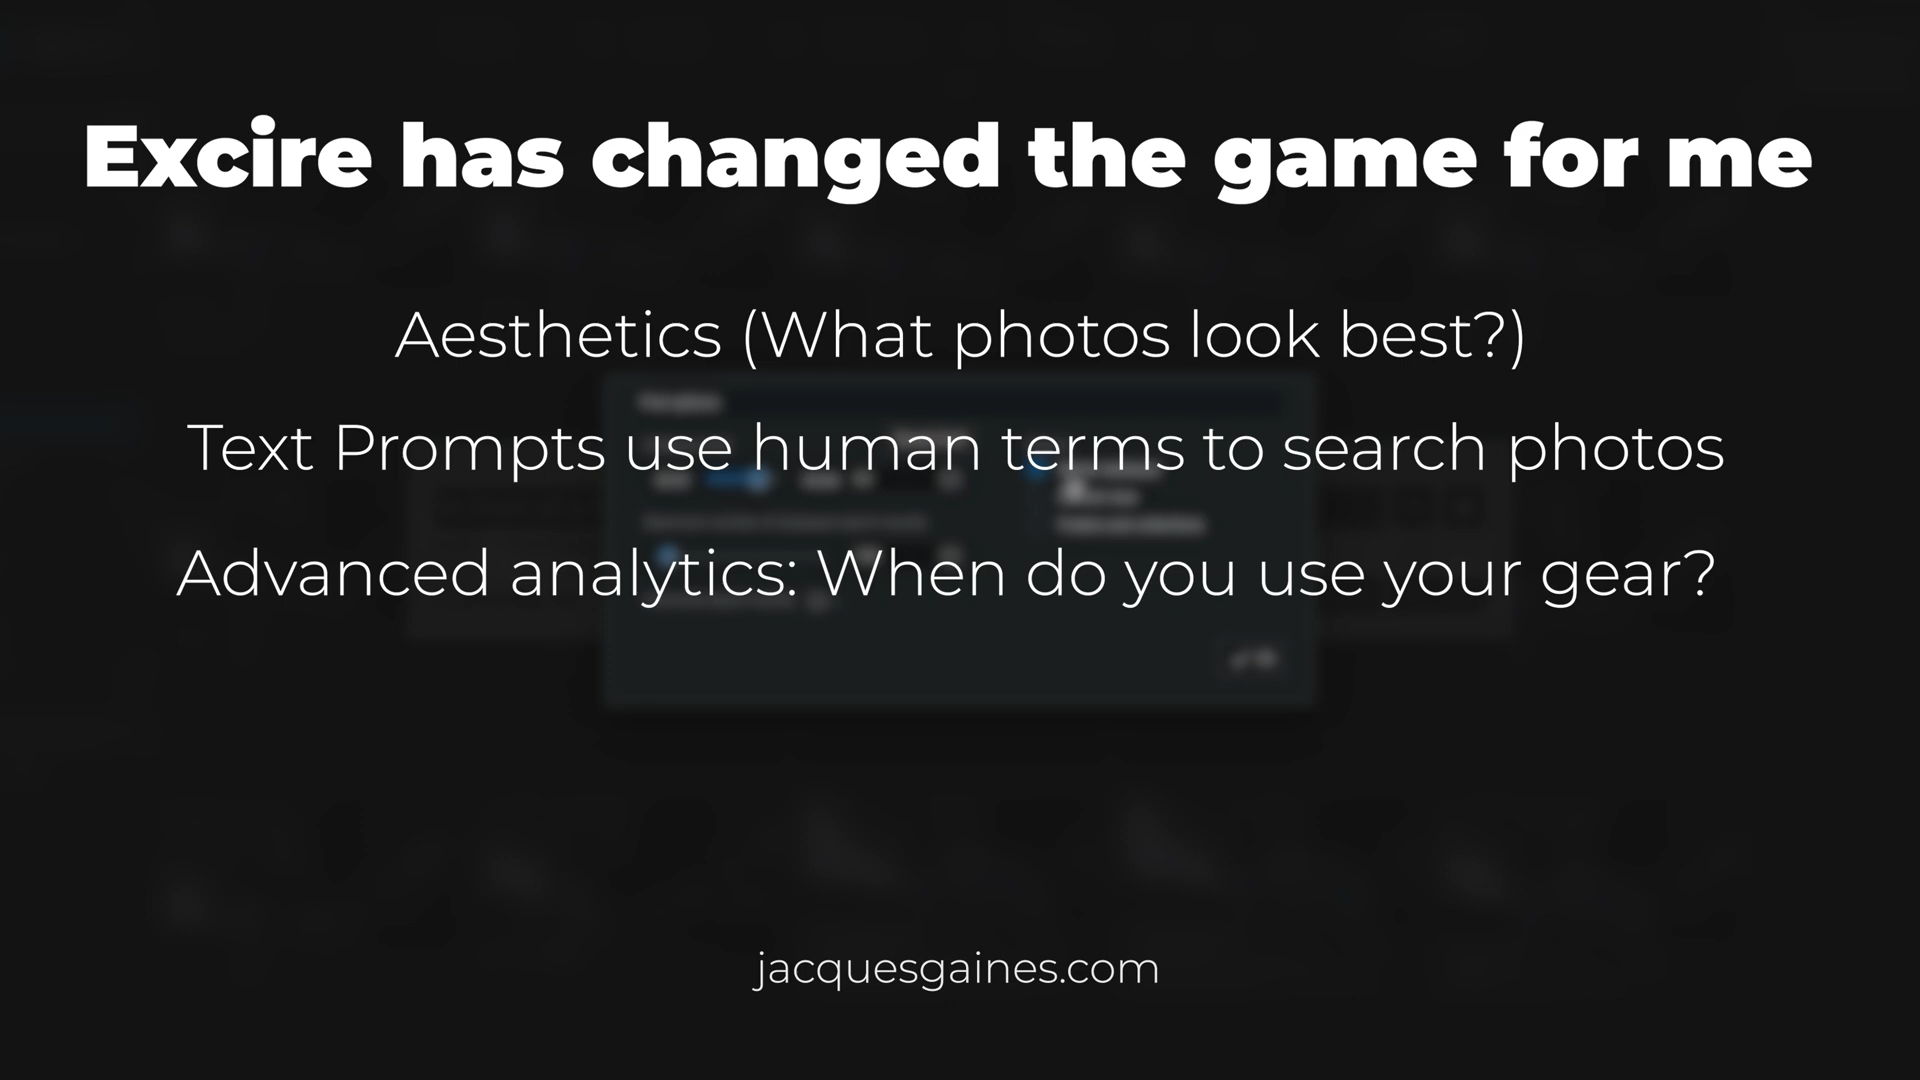 Excire has changed the game for me
Aesthetics (What photos look best?)
Text Prompts use human terms to search photos
Advanced analytics: When do you use your gear?
jacquesgaines.com